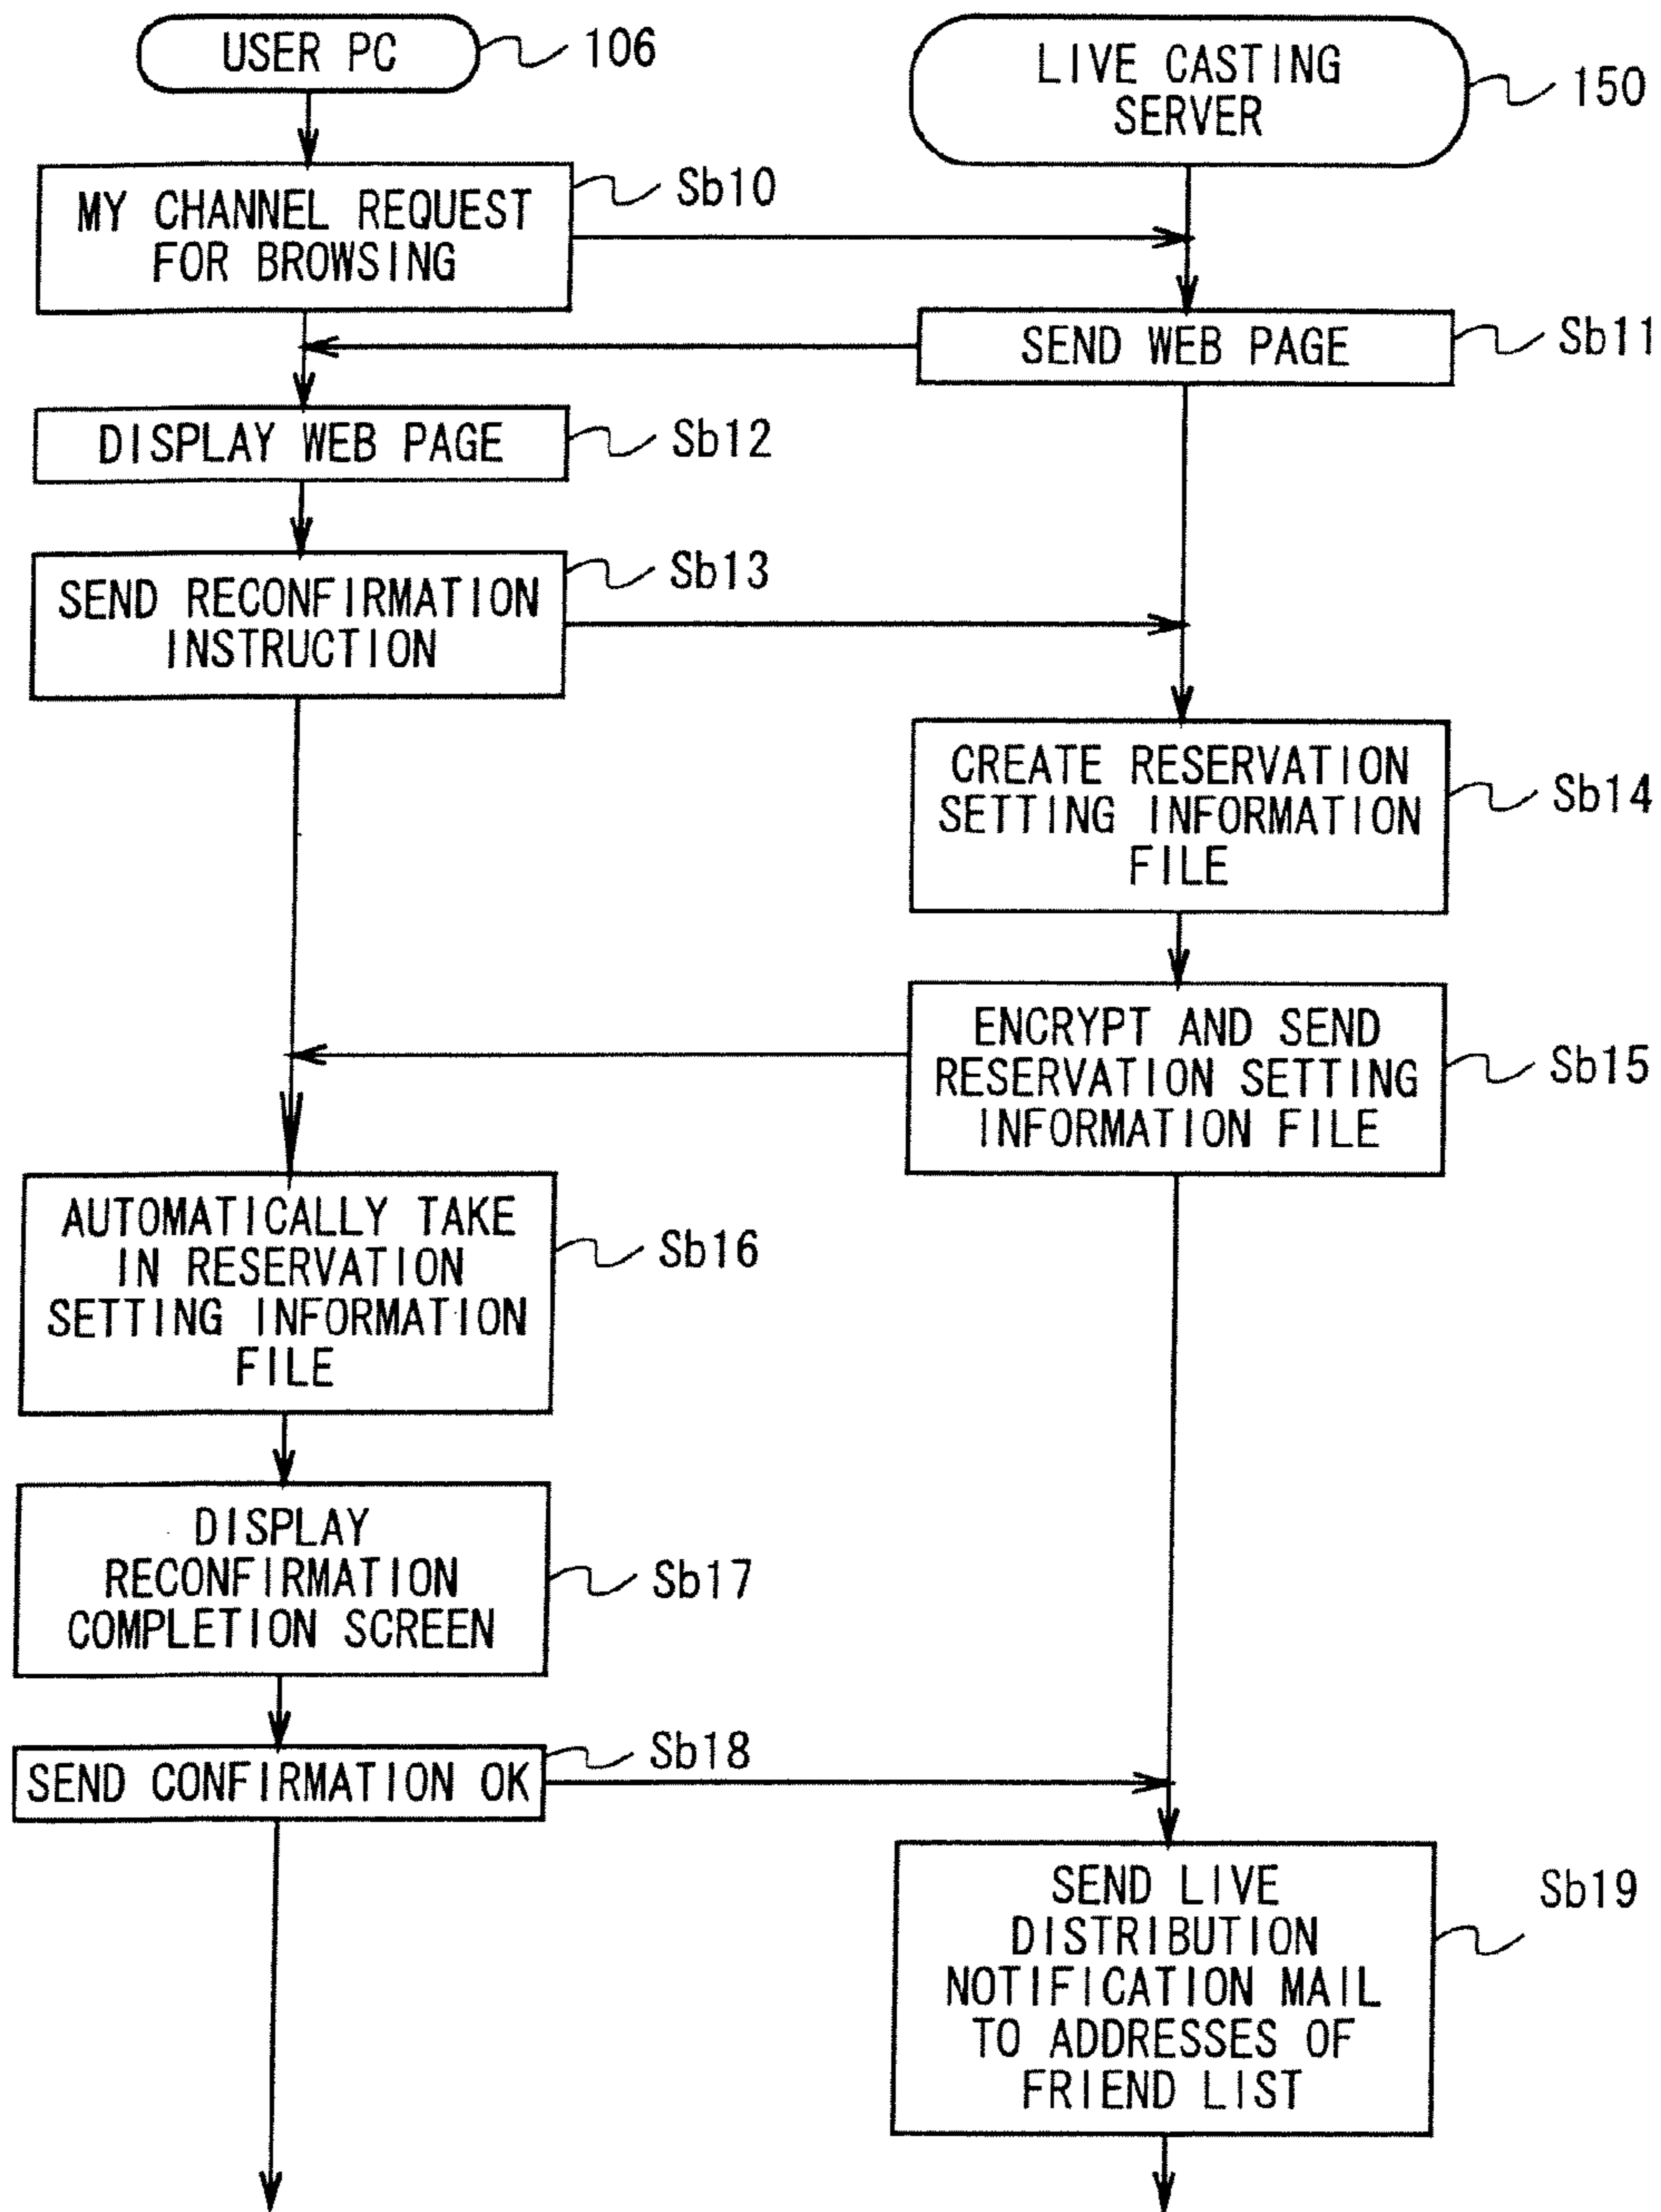 USER PC
106
LIVE CASTING
SERVER
150
MY CHANNEL REQUEST
FOR BROWSING
Sb10
SEND WEB PAGE
Sb11
DISPLAY WEB PAGE
Sb12
SEND RECONFIRMATION
INSTRUCTION
Sb13
CREATE RESERVATION
SETTING INFORMATION
FILE
Sb14
ENCRYPT AND SEND
RESERVATION SETTING
INFORMATION FILE
Sb15
AUTOMATICALLY TAKE
IN RESERVATION
SETTING INFORMATION
FILE
Sb16
DISPLAY
RECONFIRMATION
COMPLETION SCREEN
Sb17
SEND CONFIRMATION OK
Sb18
SEND LIVE
DISTRIBUTION
NOTIFICATION MAIL
TO ADDRESSES OF
FRIEND LIST
Sb19